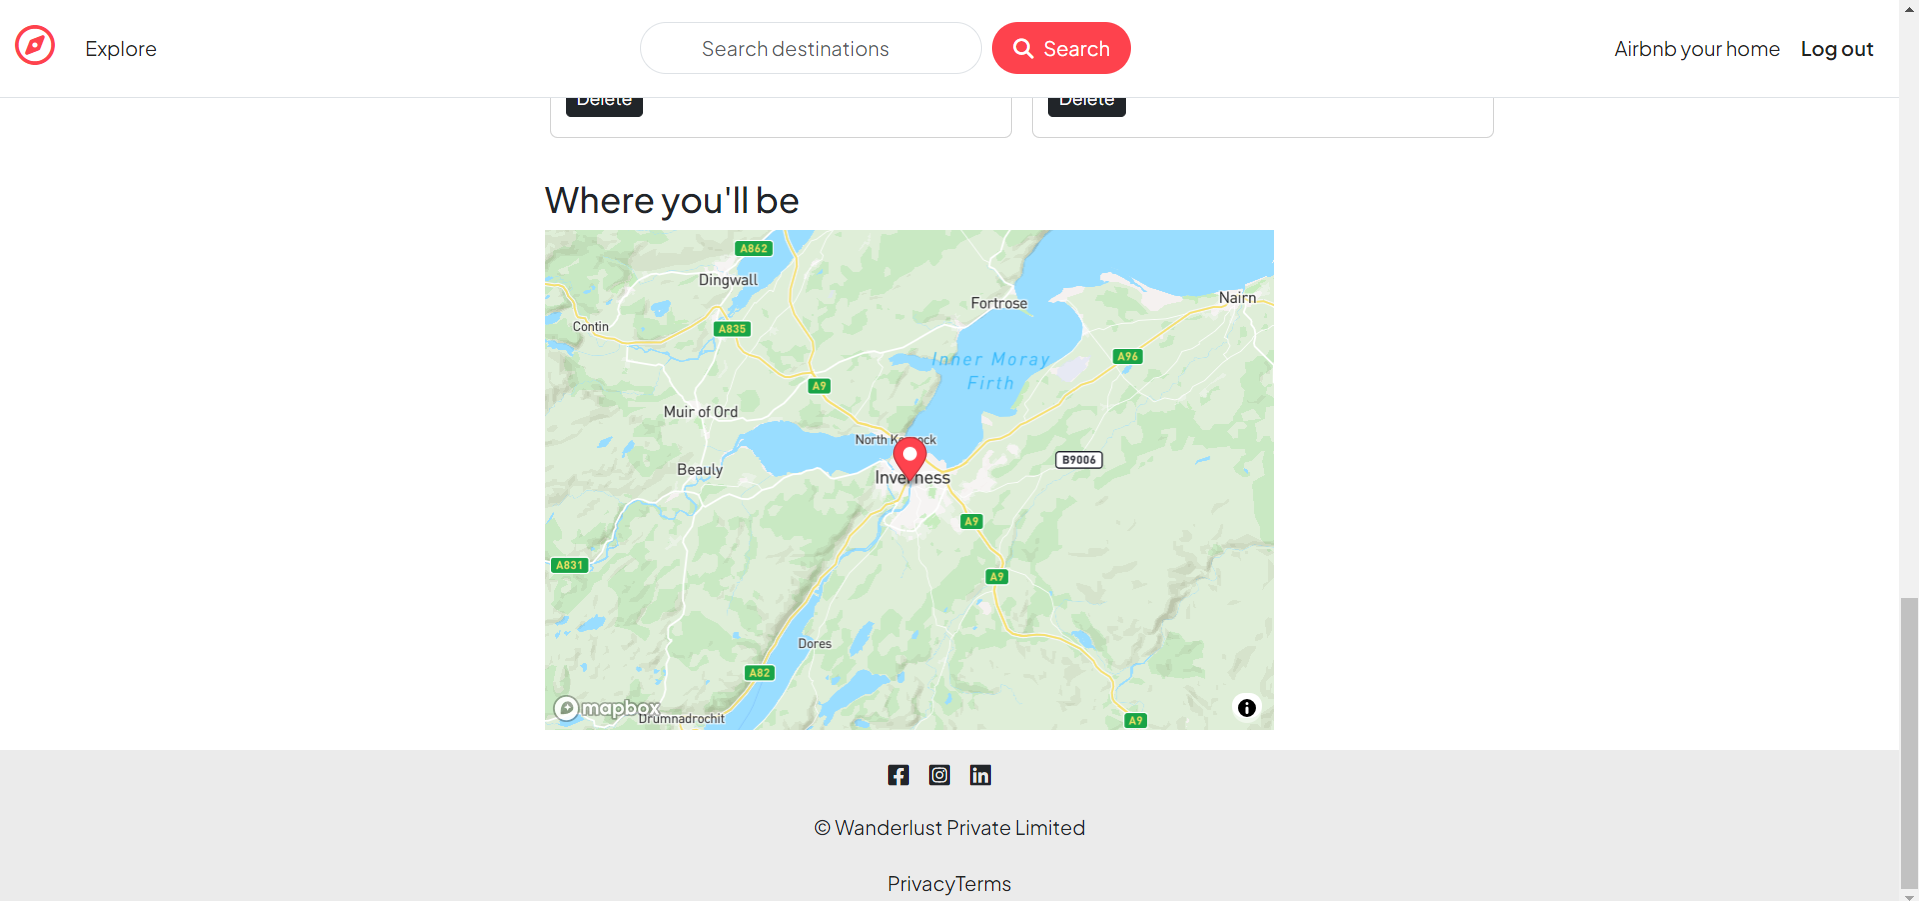 Explore
Search destinations
Search
Airbnb your home
Log out
Delete
Delete
Where you'll be
A862
Dingwall
Fortrose
Nairn
Contin
A835
Inner Moray
Firth
A96
A9
Muir of Ord
North Kessock
B9006
Beauly
Inverness
A9
A831
A9
Dores
A82
mapbox
Drumnadrochit
A9
© Wanderlust Private Limited
PrivacyTerms